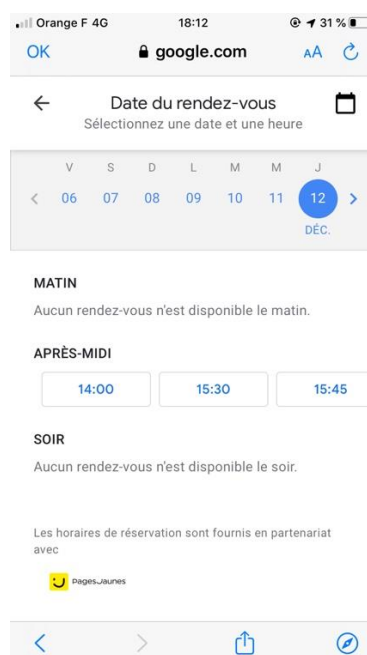 Orange F 4G 18:12 31 %
OK google.com AA
Date du rendez-vous
Sélectionnez une date et une heure
V S D L M M J
06 07 08 09 10 11 12
DÉC.
MATIN
Aucun rendez-vous n'est disponible le matin.
APRÈS-MIDI
14:00 15:30 15:45
SOIR
Aucun rendez-vous n'est disponible le soir.
Les horaires de réservation sont fournis en partenariat
avec
PagesJaunes